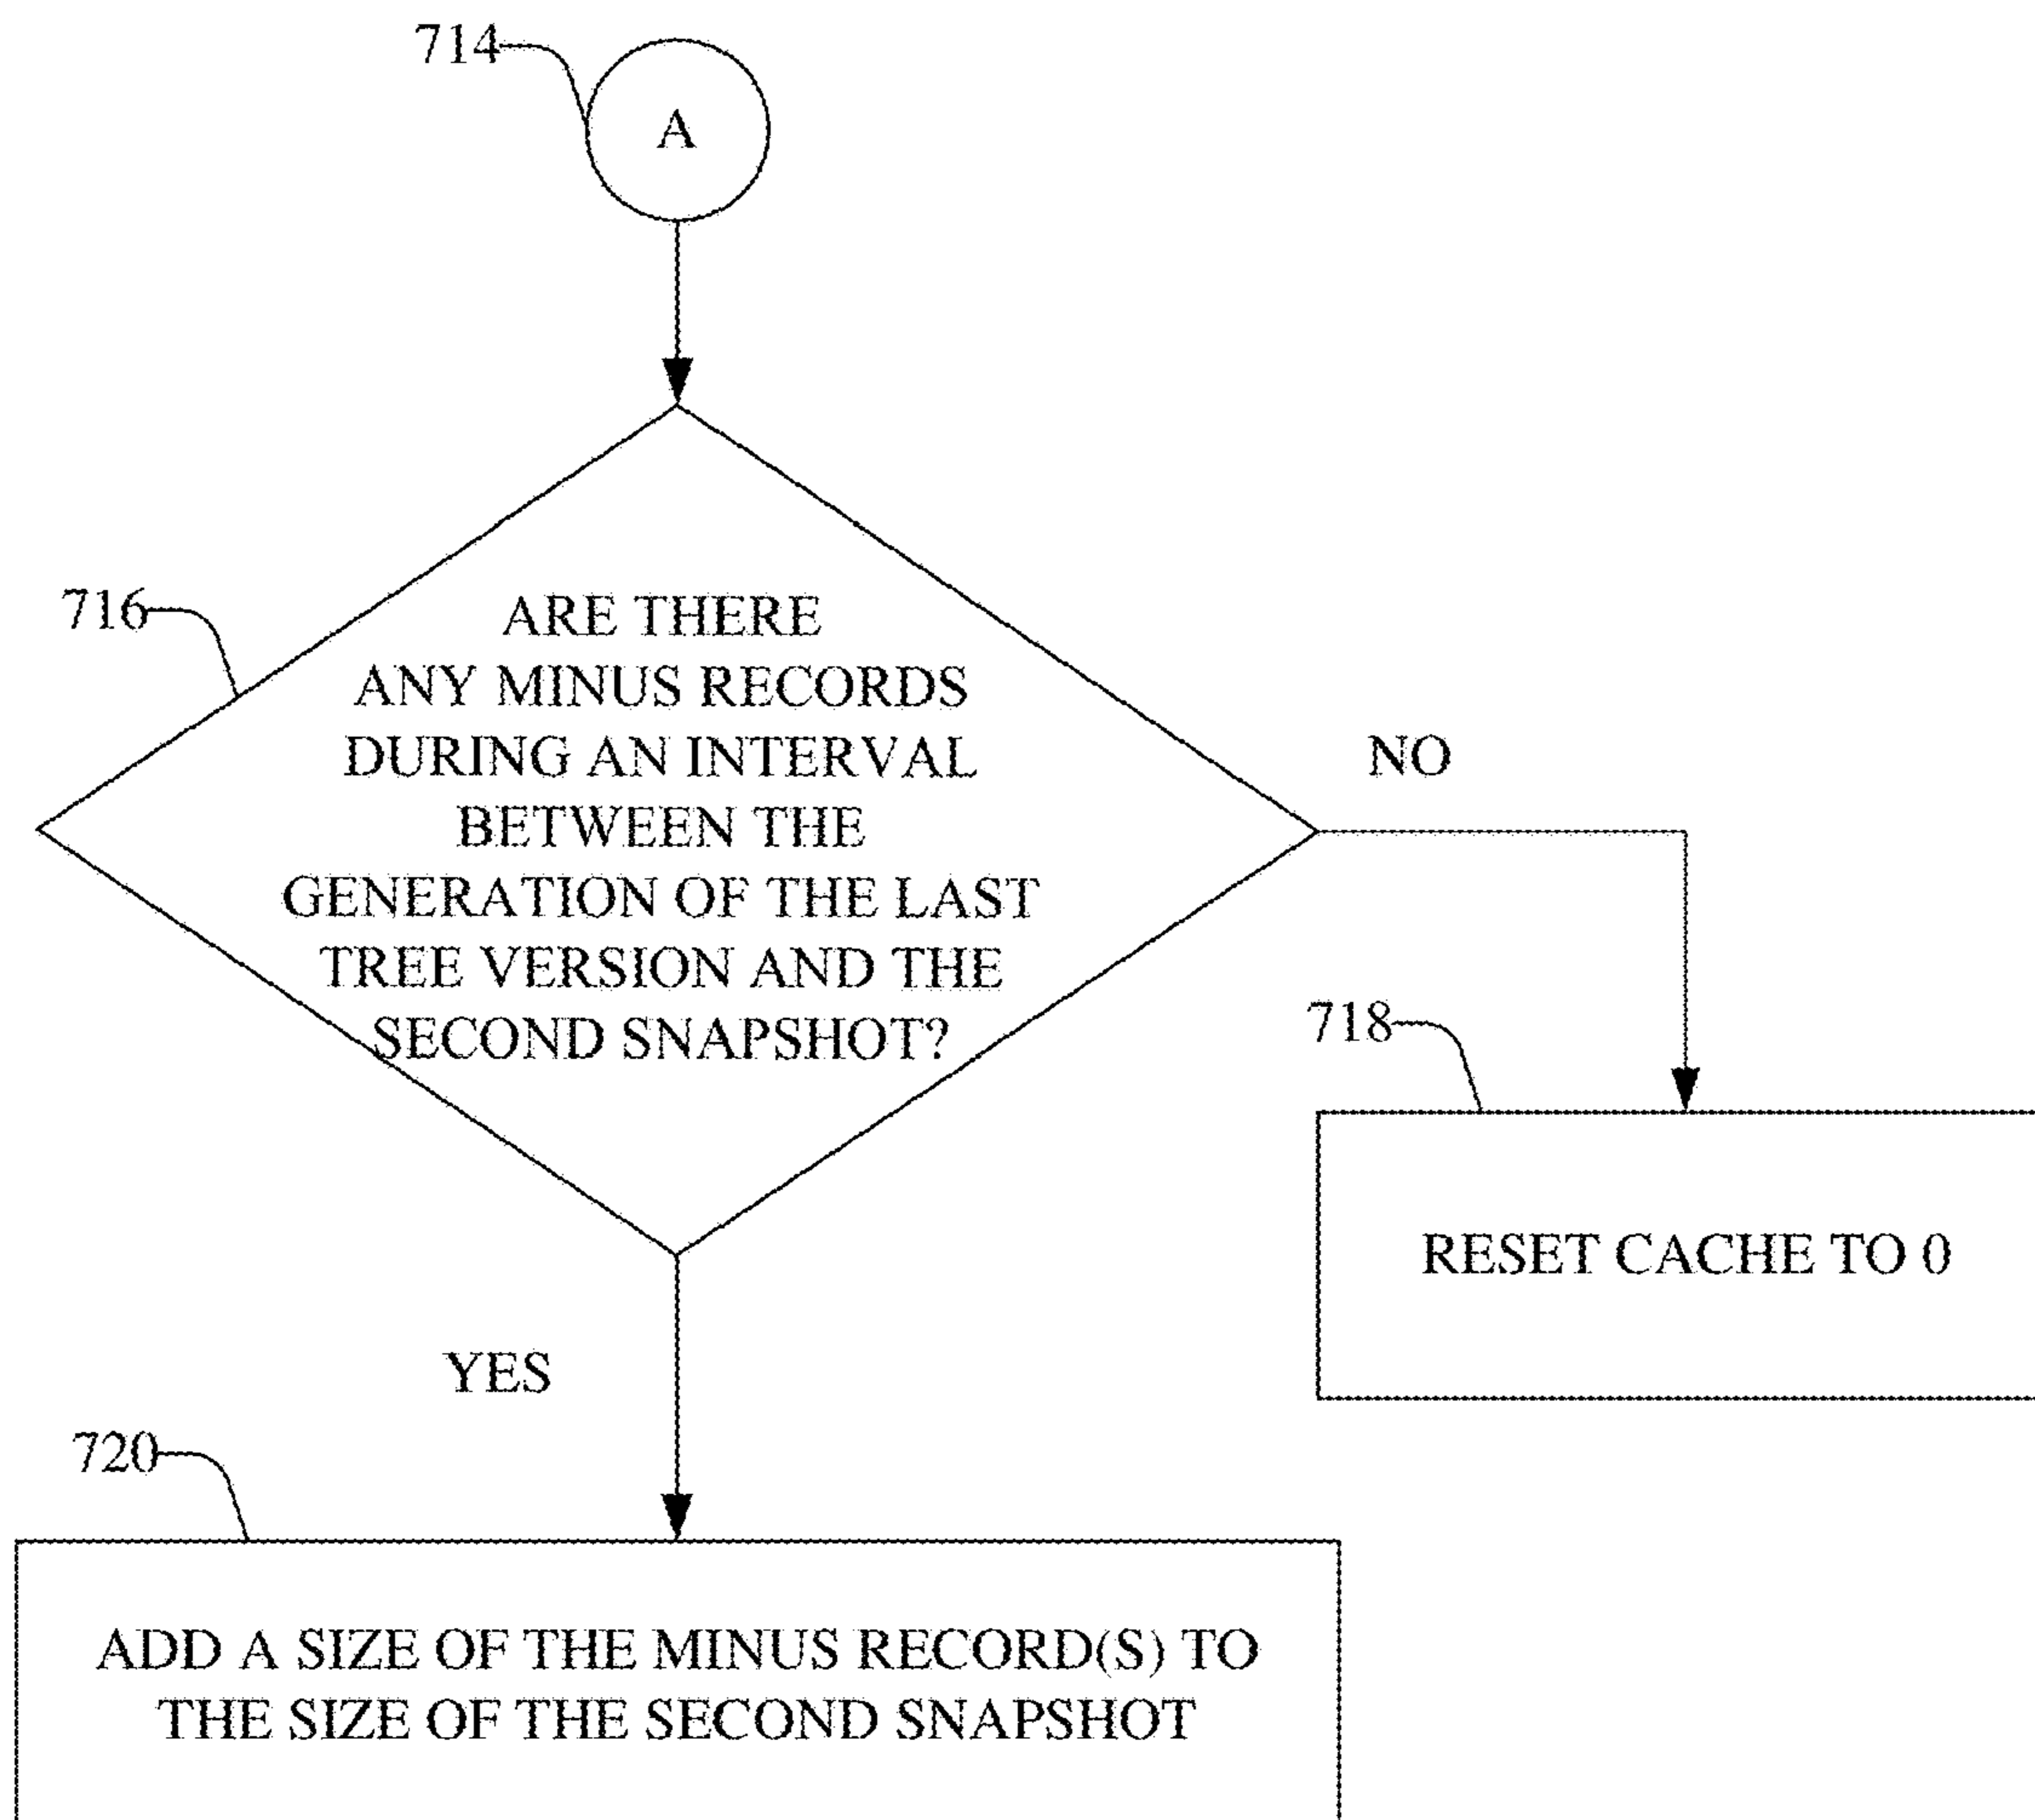 714
A
716
ARE THERE
ANY MINUS RECORDS
DURING AN INTERVAL
BETWEEN THE
GENERATION OF THE LAST
TREE VERSION AND THE
SECOND SNAPSHOT?
NO
718
RESET CACHE TO 0
YES
720
ADD A SIZE OF THE MINUS RECORD(S) TO
THE SIZE OF THE SECOND SNAPSHOT